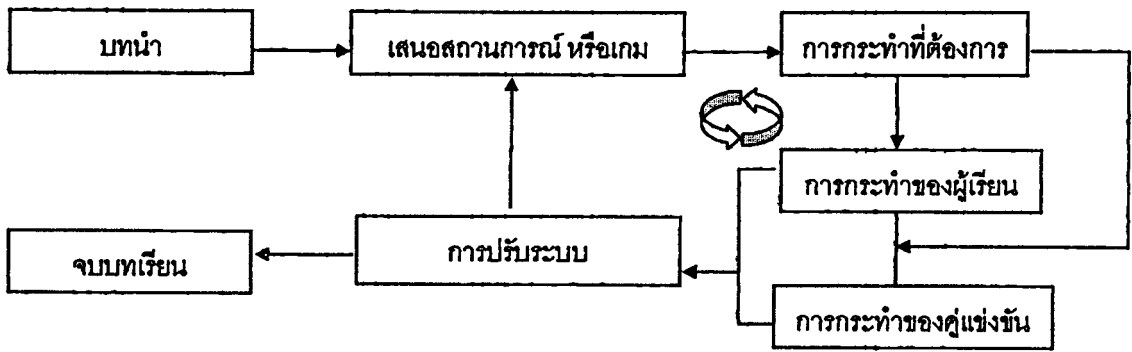 บทนำ
เสนอสถานการณ์ หรือเกม
การกระทำที่ต้องการ
การกระทำของผู้เรียน
การปรับระบบ
จบบทเรียน
การกระทำของคู่แข่งขัน